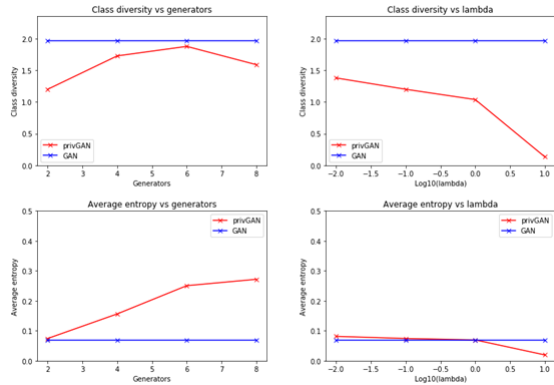 Class diversity vs generators
Class diversity
2.0
1.5
1.0
0.5
0.0
privGAN
GAN
2 3 4 5 6 7 8
Generators
Class diversity vs lambda
Class diversity
2.0
1.5
1.0
0.5
0.0
privGAN
GAN
-2.0 -1.5 -1.0 -0.5 0.0 0.5 1.0
Log10(lambda)
Average entropy vs generators
Average entropy
0.5
0.4
0.3
0.2
0.1
0.0
privGAN
GAN
2 3 4 5 6 7 8
Generators
Average entropy vs lambda
Average entropy
0.5
0.4
0.3
0.2
0.1
0.0
privGAN
GAN
-2.0 -1.5 -1.0 -0.5 0.0 0.5 1.0
Log10(lambda)